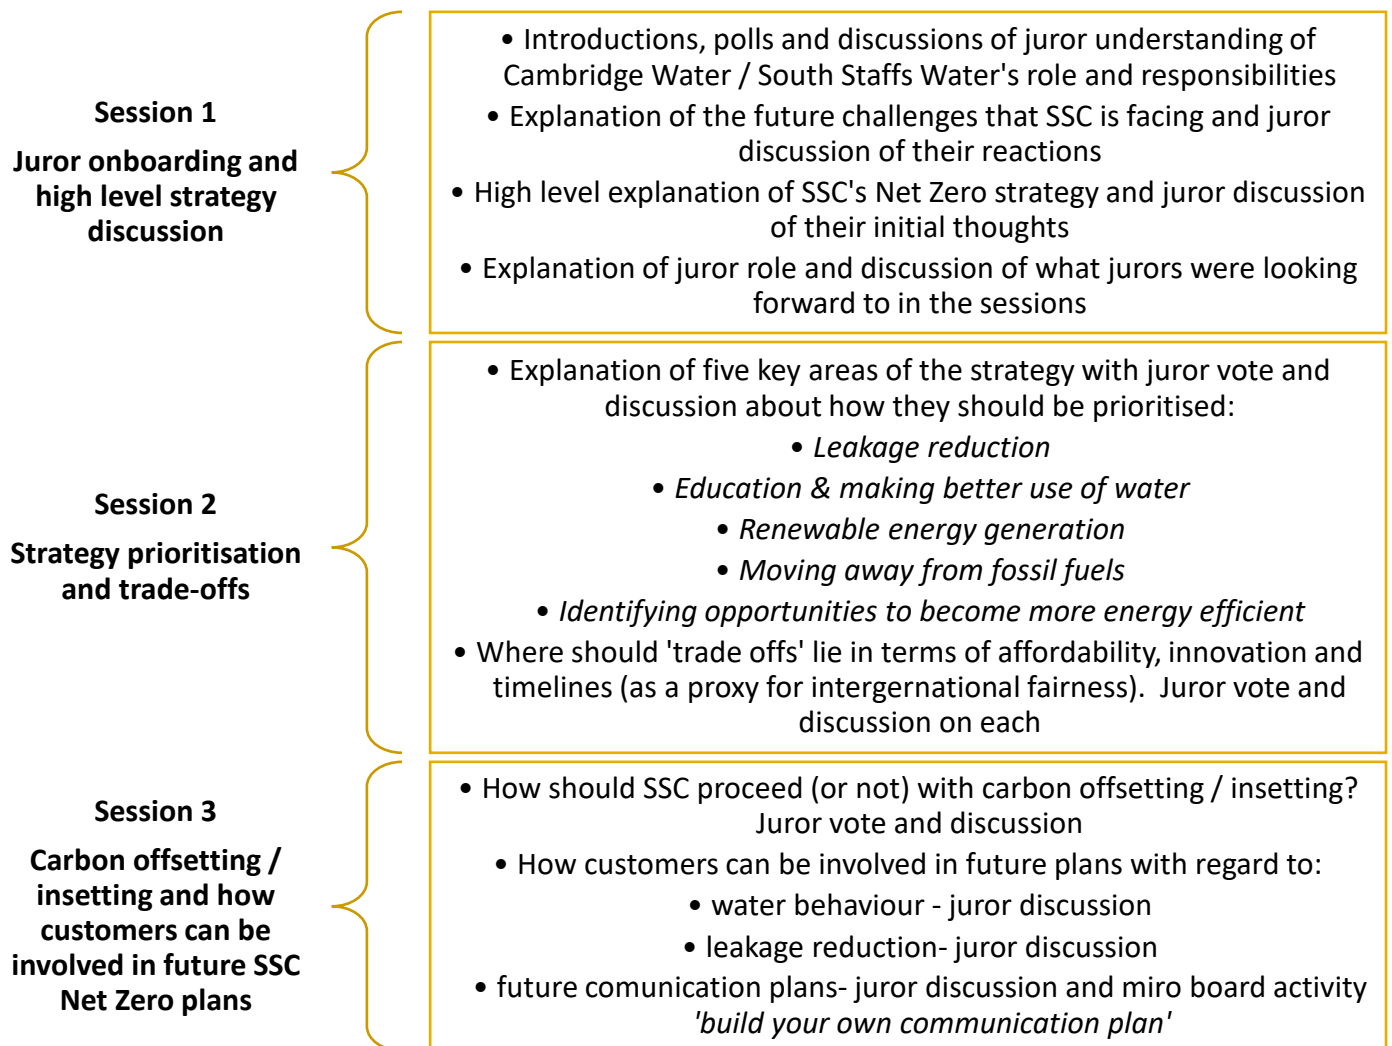 Session 1
Juror onboarding and
high level strategy
discussion
• Introductions, polls and discussions of juror understanding of
Cambridge Water / South Staffs Water's role and responsibilities
• Explanation of the future challenges that SSC is facing and juror
discussion of their reactions
• High level explanation of SSC's Net Zero strategy and juror discussion
of their initial thoughts
• Explanation of juror role and discussion of what jurors were looking
forward to in the sessions
Session 2
Strategy prioritisation
and trade-offs
• Explanation of five key areas of the strategy with juror vote and
discussion about how they should be prioritised:
• Leakage reduction
• Education & making better use of water
• Renewable energy generation
• Moving away from fossil fuels
• Identifying opportunities to become more energy efficient
• Where should 'trade offs' lie in terms of affordability, innovation and
timelines (as a proxy for intergernational fairness).  Juror vote and
discussion on each
Session 3
Carbon offsetting /
insetting and how
customers can be
involved in future SSC
Net Zero plans
• How should SSC proceed (or not) with carbon offsetting / insetting?
Juror vote and discussion
• How customers can be involved in future plans with regard to:
• water behaviour - juror discussion
• leakage reduction- juror discussion
• future comunication plans- juror discussion and miro board activity
'build your own communication plan'